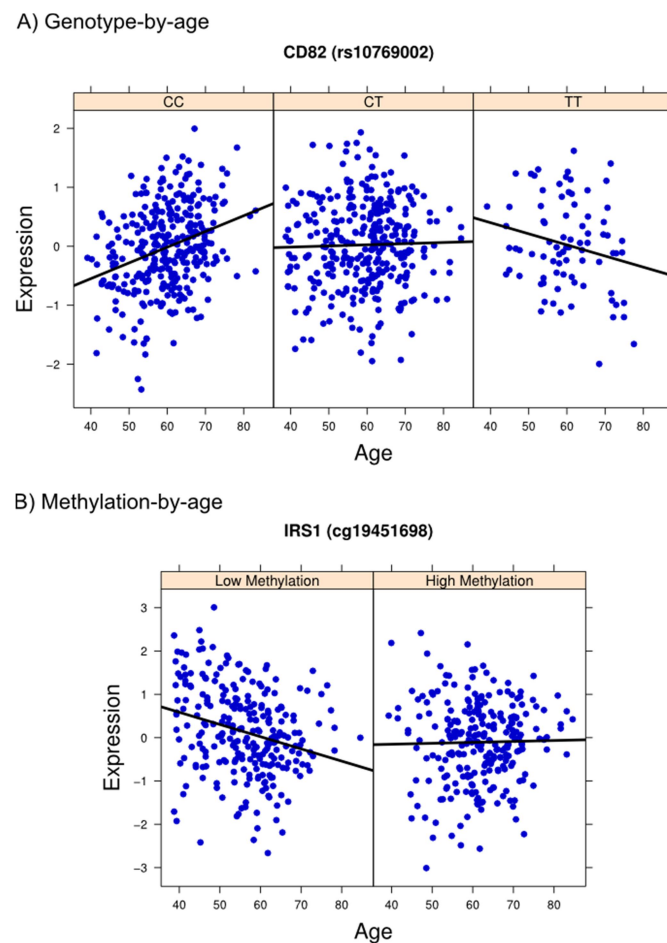 A) Genotype-by-age
CD82 (rs10769002)
CC CT TT
2
1
0
-1
-2
Expression
40 50 60 70 80 40 50 60 70 80 40 50 60 70 80
Age
B) Methylation-by-age
IRS1 (cg19451698)
Low Methylation High Methylation
3
2
1
0
-1
-2
-3
Expression
40 50 60 70 80 40 50 60 70 80
Age